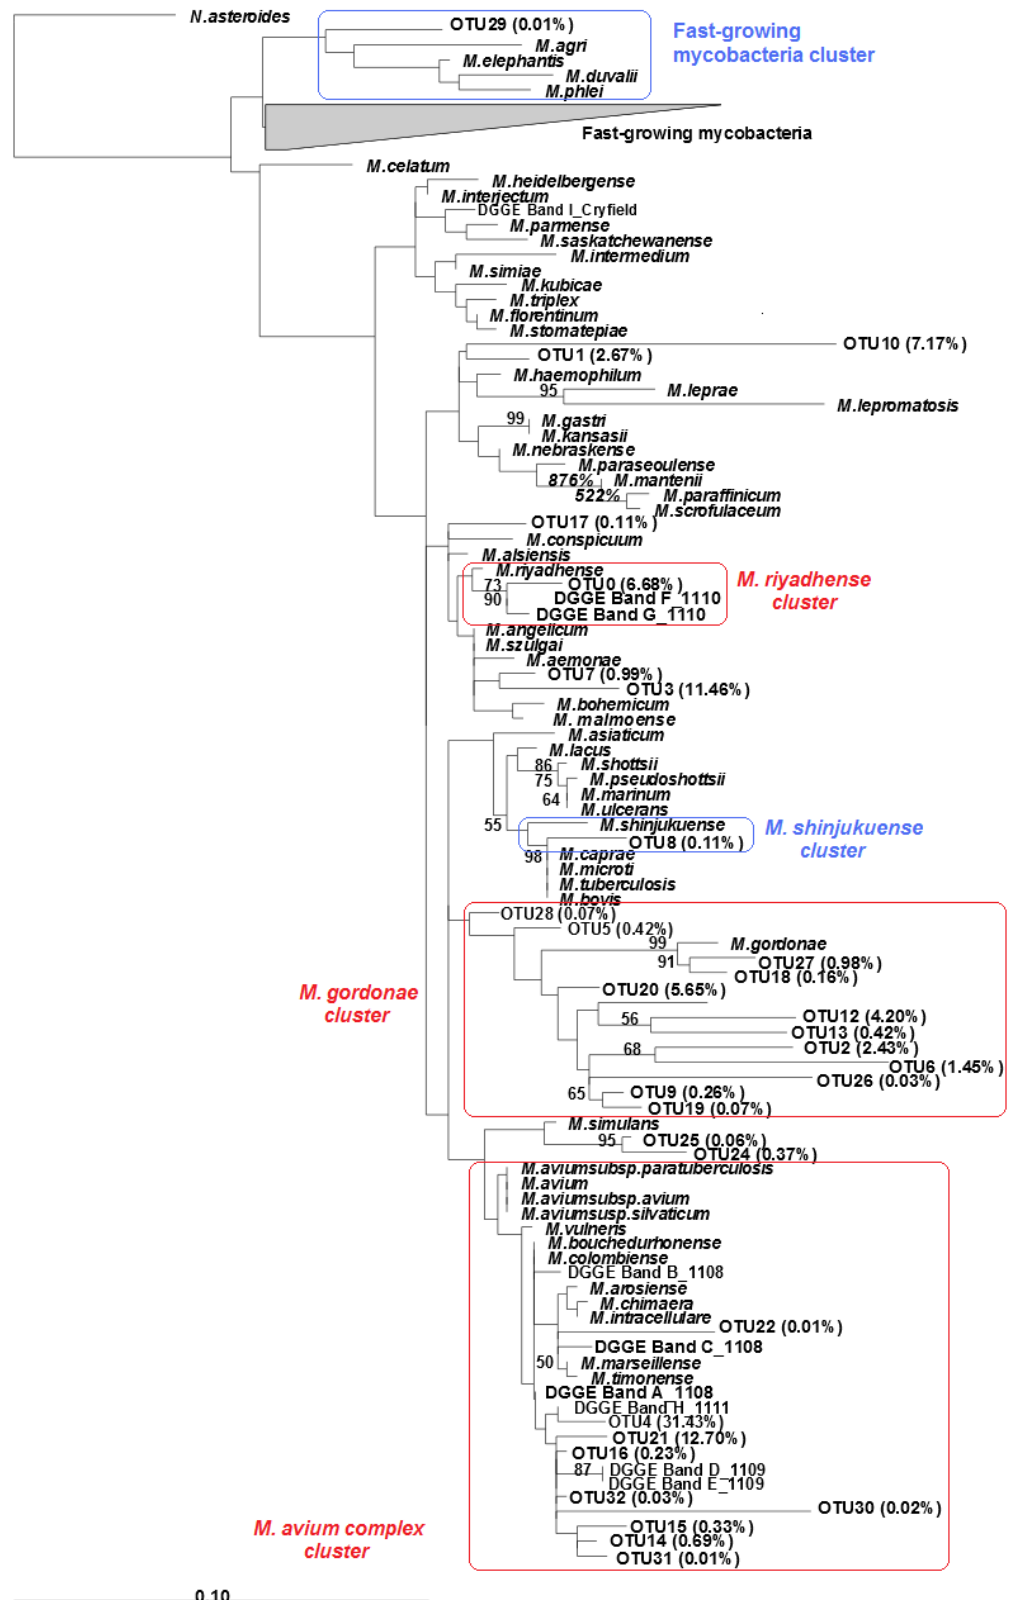 N.asteroides
OTU29 (0.01%)
Fast-growing
mycobacteria cluster
M.agri
M.elephantis
M.duvalii
M.phlei
Fast-growing mycobacteria
M.celatum
M.heidelbergense
M.interjectum
DGGE Band I_Cryfield
M.parmense
M.saskatchewanense
M.intermedium
M.simiae
M.kubicae
M.triplex
M.florentinum
M.stomatepiae
OTU10 (7.17%)
OTU1 (2.67%)
M.haemophilum
95
M.leprae
M.lepromatosis
99
M.gastri
M.kansasii
M.nebraskense
M.paraseoulense
876%
M.mantenii
522%
M.paraffinicum
M.scrofulaceum
OTU17 (0.11%)
M.conspicuum
M.alsiensis
M.riyadhense
73
OTU0 (6.68%)
M. riyadhense
cluster
90
DGGE Band F_1110
DGGE Band G_1110
M.angelicum
M.szulgai
M.aemonae
OTU7 (0.99%)
OTU3 (11.46%)
M.bohemicum
M. malmoense
M.asiaticum
M.lacus
86
M.shottsii
75
M.pseudoshottsii
64
M.marinum
M.ulcerans
55
M.shinjukuense
M. shinjukuense
cluster
OTU8 (0.11%)
98
M.caprae
M.microti
M.tuberculosis
M.bovis
OTU28 (0.07%)
OTU5 (0.42%)
99
M.gordonae
91
OTU27 (0.98%)
OTU18 (0.16%)
M. gordonae
cluster
OTU20 (5.65%)
56
OTU12 (4.20%)
OTU13 (0.42%)
68
OTU2 (2.43%)
OTU6 (1.45%)
OTU26 (0.03%)
65
OTU9 (0.26%)
OTU19 (0.07%)
M.simulans
95
OTU25 (0.06%)
OTU24 (0.37%)
M.aviumsubsp.paratuberculosis
M.avium
M.aviumsubsp.avium
M.aviumsusp.silvaticum
M.vulneris
M.bouchedurhonense
M.colombiense
DGGE Band B_1108
M.arosiense
M.chimaera
M.intracellulare
OTU22 (0.01%)
DGGE Band C_1108
50
M.marseillense
M.timonense
DGGE Band A_1108
DGGE Band H_1111
OTU4 (31.43%)
OTU21 (12.70%)
OTU16 (0.23%)
87
DGGE Band D_1109
DGGE Band E_1109
OTU32 (0.03%)
OTU30 (0.02%)
M. avium complex
cluster
OTU15 (0.33%)
OTU14 (0.69%)
OTU31 (0.01%)
0.10